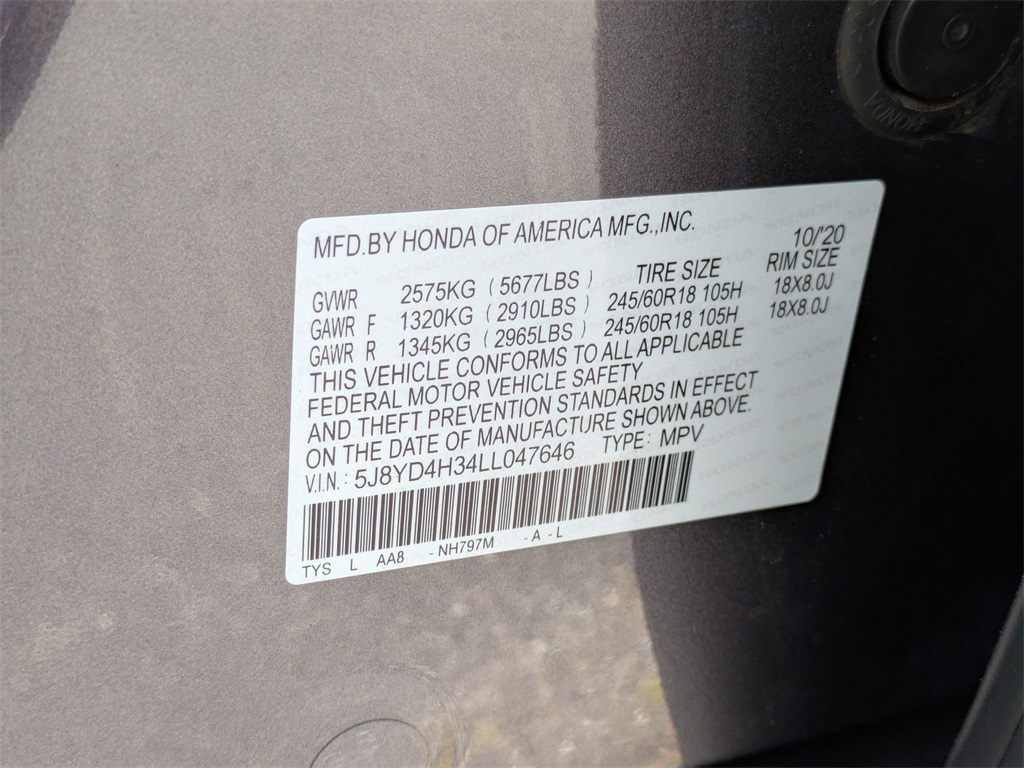 MFD.BY HONDA OF AMERICA MFG.,INC. 10/'20
TIRE SIZE RIM SIZE
GVWR 2575KG (5677LBS)
GAWR F 1320KG (2910LBS) 245/60R18 105H 18X8.0J
GAWR R 1345KG (2965LBS) 245/60R18 105H 18X8.0J
THIS VEHICLE CONFORMS TO ALL APPLICABLE
FEDERAL MOTOR VEHICLE SAFETY
AND THEFT PREVENTION STANDARDS IN EFFECT
ON THE DATE OF MANUFACTURE SHOWN ABOVE.
V.I.N.: 5J8YD4H34LL047646 TYPE: MPV
TYS L AA8 -NH797M -A -L
HONDA